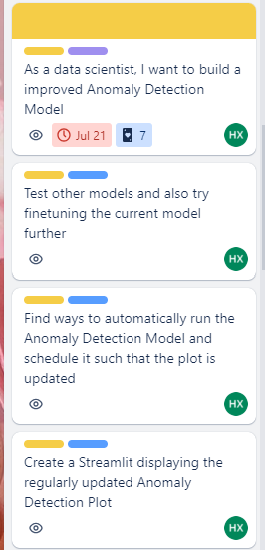 As a data scientist, I want to build a
improved Anomaly Detection
Model
Jul 21 7 HX
Test other models and also try
finetuning the current model
further
HX
Find ways to automatically run the
Anomaly Detection Model and
schedule it such that the plot is
updated
HX
Create a Streamlit displaying the
regularly updated Anomaly
Detection Plot
HX